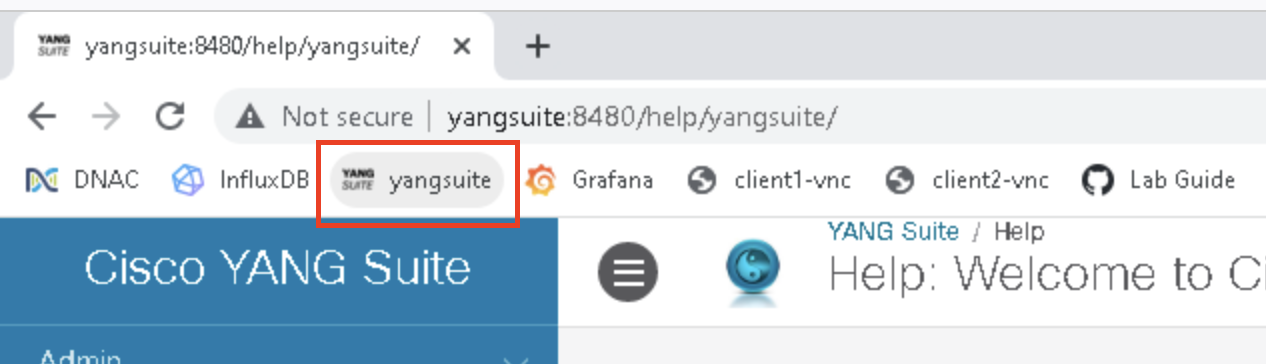 YANG SUITE yangsuite:8480/help/yangsuite/
Not secure yangsuite:8480/help/yangsuite/
DNAC InfluxDB YANG SUITE yangsuite Grafana client1-vnc client2-vnc Lab Guide
YANG Suite / Help
Cisco YANG Suite Help: Welcome to Ci
Admin